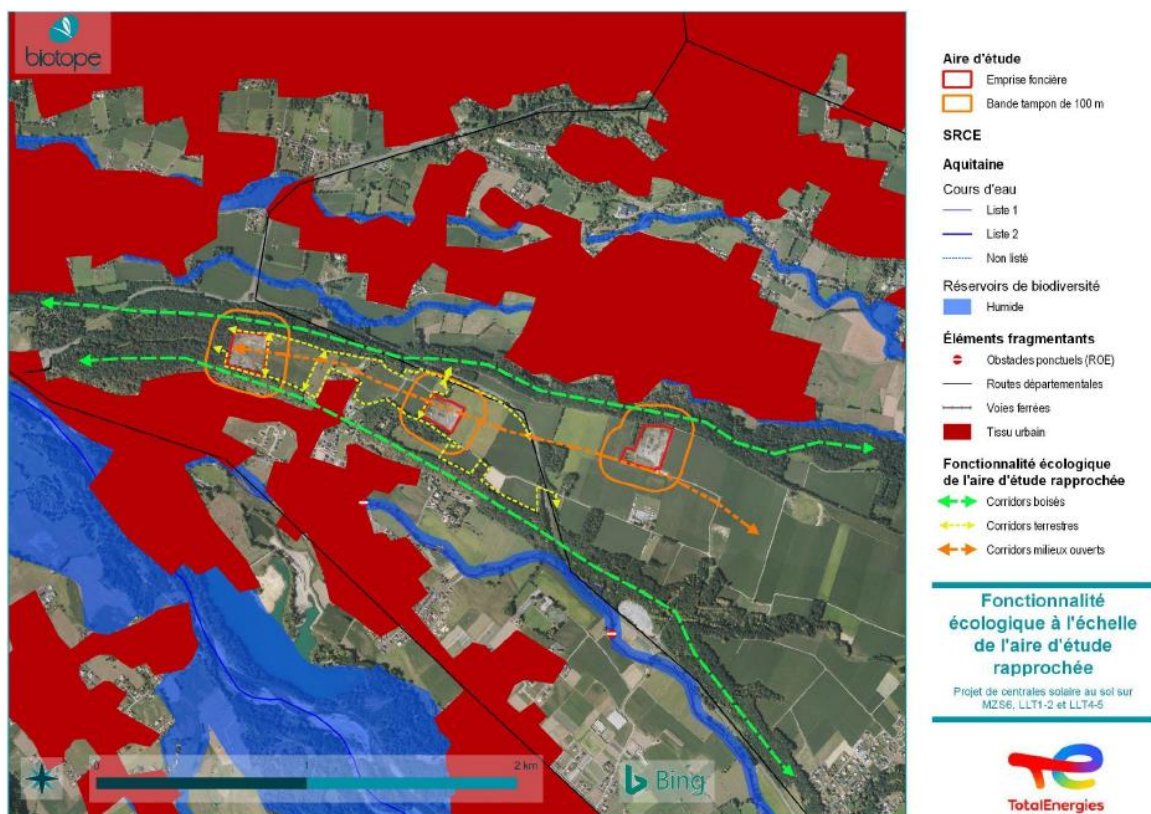 biotope
Aire d'étude
Emprise foncière
Bande tampon de 100 m
SRCE
Aquitaine
Cours d'eau
Liste 1
Liste 2
Non listé
Réservoirs de biodiversité
Humide
Éléments fragmentants
Obstacles ponctuels (ROE)
Routes départementales
Voies ferrées
Tissu urbain
Fonctionnalité écologique
de l'aire d'étude rapprochée
Corridors boisés
Corridors terrestres
Corridors milieux ouverts
Fonctionnalité
écologique à l'échelle
de l'aire d'étude
rapprochée
Projet de centrales solaire au sol sur
MZS6, LLT1-2 et LLT4-5
0 1 2 km
Bing
TotalEnergies